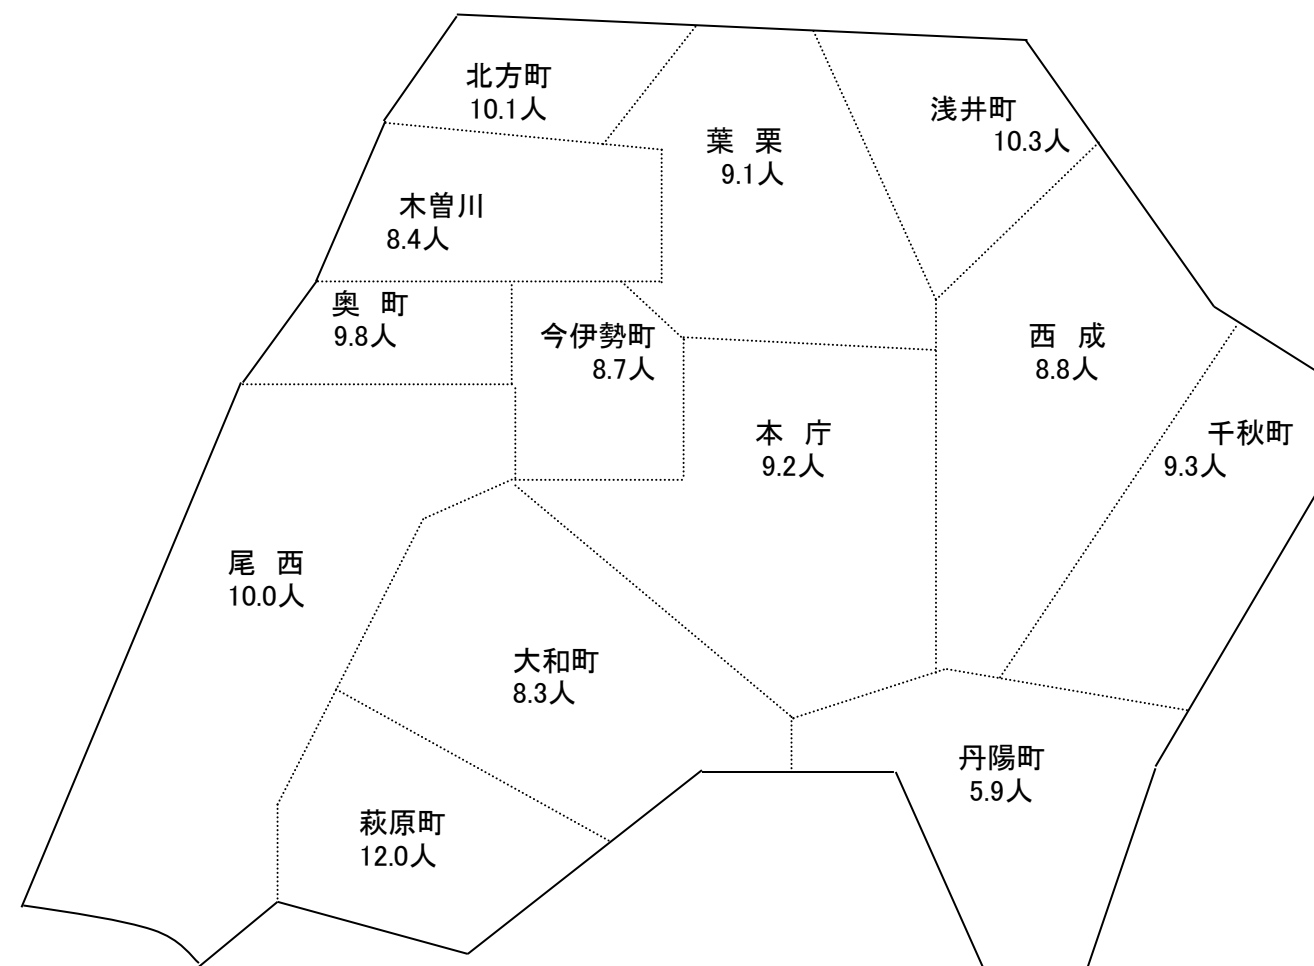 北方町
10.1人
浅井町
10.3人
葉 栗
9.1人
木曽川
8.4人
奥 町
9.8人
今伊勢町
8.7人
西 成
8.8人
本 庁
9.2人
千秋町
9.3人
尾 西
10.0人
大和町
8.3人
丹陽町
5.9人
萩原町
12.0人